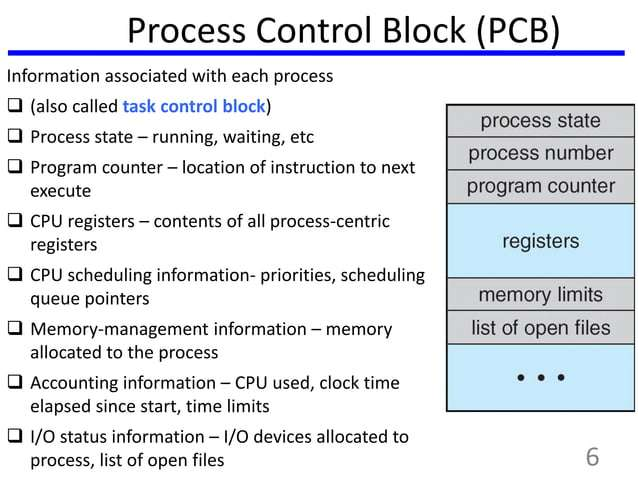 Process Control Block (PCB)
Information associated with each process
(also called task control block)
Process state – running, waiting, etc
Program counter – location of instruction to next
execute
CPU registers – contents of all process-centric
registers
CPU scheduling information- priorities, scheduling
queue pointers
Memory-management information – memory
allocated to the process
Accounting information – CPU used, clock time
elapsed since start, time limits
I/O status information – I/O devices allocated to
process, list of open files
process state
process number
program counter
registers
memory limits
list of open files
• • •
6